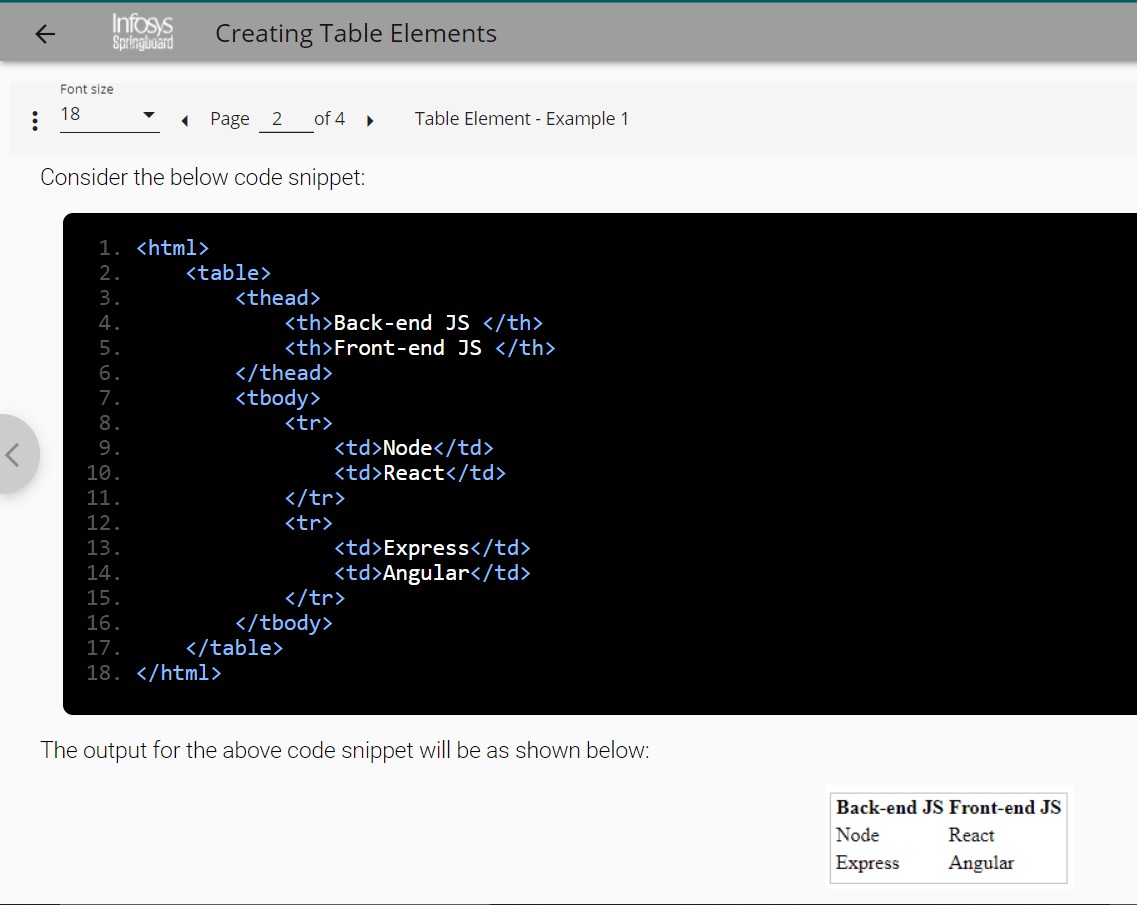 Infosys
Springboard
Creating Table Elements
Font size
18
Page 2 of 4
Table Element - Example 1
Consider the below code snippet:
1. <html>
2. <table>
3. <thead>
4. <th>Back-end JS </th>
5. <th>Front-end JS </th>
6. </thead>
7. <tbody>
8. <tr>
9. <td>Node</td>
10. <td>React</td>
11. </tr>
12. <tr>
13. <td>Express</td>
14. <td>Angular</td>
15. </tr>
16. </tbody>
17. </table>
18. </html>
The output for the above code snippet will be as shown below:
Back-end JS Front-end JS
Node React
Express Angular